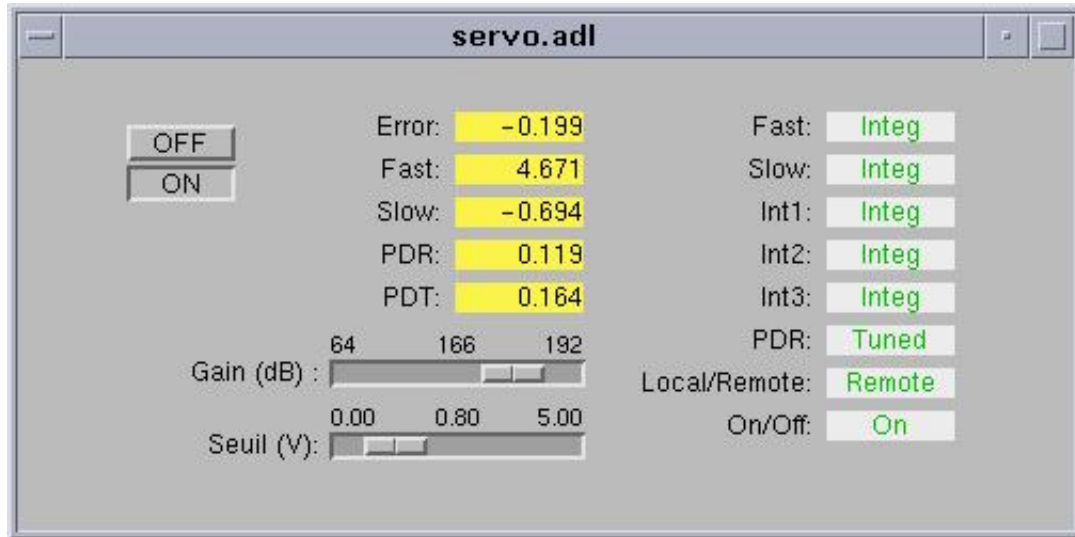 servo.adl
OFF
ON
Error: -0.199
Fast: 4.671
Slow: -0.694
PDR: 0.119
PDT: 0.164
64 166 192
Gain (dB) :
0.00 0.80 5.00
Seuil (V):
Fast: Integ
Slow: Integ
Int1: Integ
Int2: Integ
Int3: Integ
PDR: Tuned
Local/Remote: Remote
On/Off: On